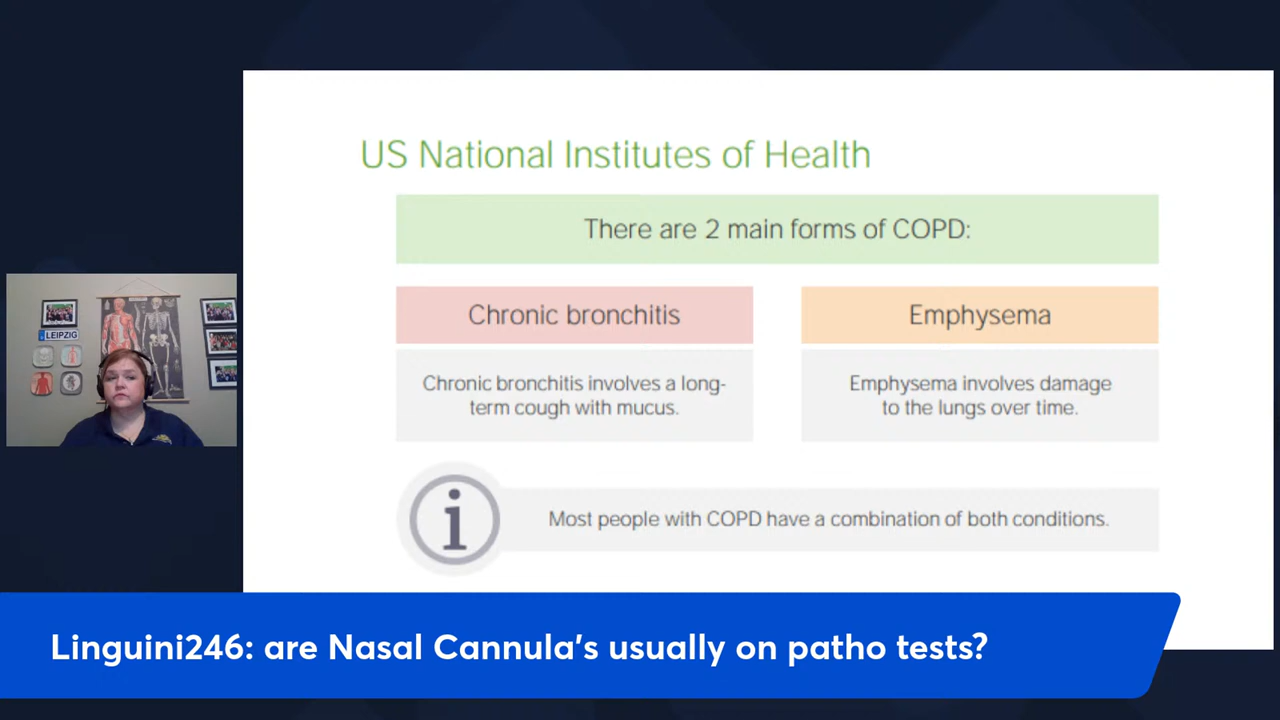 US National Institutes of Health
There are 2 main forms of COPD:
Chronic bronchitis
Emphysema
Chronic bronchitis involves a long-
term cough with mucus.
Emphysema involves damage
to the lungs over time.
i
Most people with COPD have a combination of both conditions.
LEIPZIG
Linguini246: are Nasal Cannula's usually on patho tests?